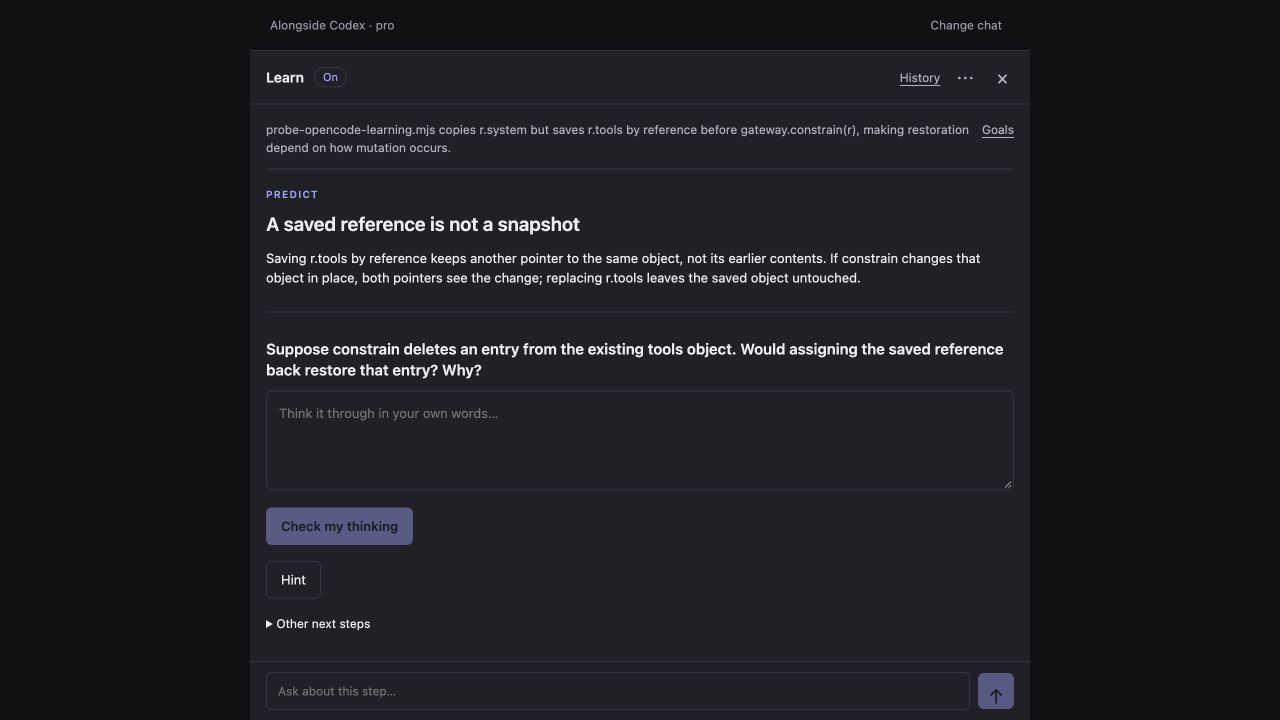 Alongside Codex · pro
Change chat
Learn
On
History
···
×
probe-opencode-learning.mjs copies r.system but saves r.tools by reference before gateway.constrain(r), making restoration
depend on how mutation occurs.
Goals
PREDICT
A saved reference is not a snapshot
Saving r.tools by reference keeps another pointer to the same object, not its earlier contents. If constrain changes that
object in place, both pointers see the change; replacing r.tools leaves the saved object untouched.
Suppose constrain deletes an entry from the existing tools object. Would assigning the saved reference
back restore that entry? Why?
Think it through in your own words...
Check my thinking
Hint
Other next steps
Ask about this step...